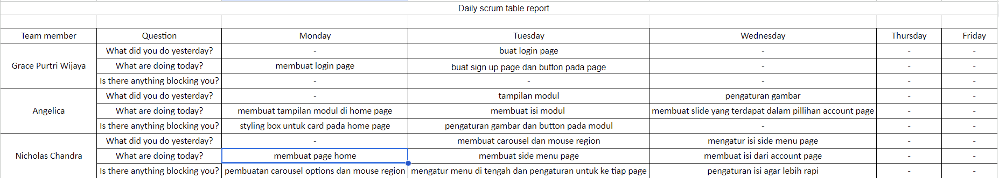 Daily scrum table report
Team member Question Monday Tuesday Wednesday Thursday Friday
What did you do yesterday? - buat login page - - -
Grace Purtri Wijaya What are doing today? membuat login page buat sign up page dan button pada page - - -
Is there anything blocking you? - - - - -
What did you do yesterday? - tampilan modul pengaturan gambar - -
Angelica What are doing today? membuat tampilan modul di home page membuat isi modul membuat slide yang terdapat dalam pillihan account page - -
Is there anything blocking you? styling box untuk card pada home page pengaturan gambar dan button pada modul - - -
What did you do yesterday? - membuat carousel dan mouse region mengatur isi side menu page - -
Nicholas Chandra What are doing today? membuat page home membuat side menu page membuat isi dari account page - -
Is there anything blocking you? pembuatan carousel options dan mouse region mengatur menu di tengah dan pengaturan untuk ke tiap page pengaturan isi agar lebih rapi - -